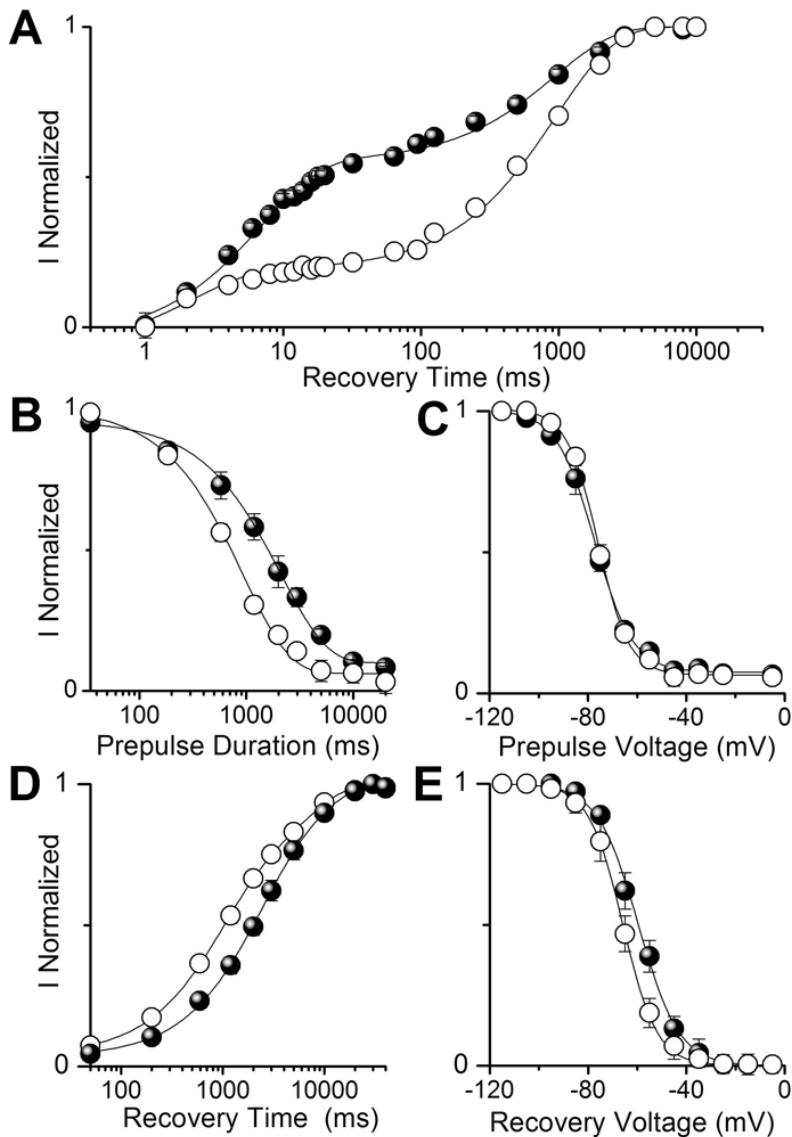 A
I Normalized
1
0
1
10
100
1000
10000
Recovery Time (ms)
B
I Normalized
1
0
100
1000
10000
Prepulse Duration (ms)
C
1
0
-120
-80
-40
0
Prepulse Voltage (mV)
D
I Normalized
1
0
100
1000
10000
Recovery Time (ms)
E
1
0
-120
-80
-40
0
Recovery Voltage (mV)